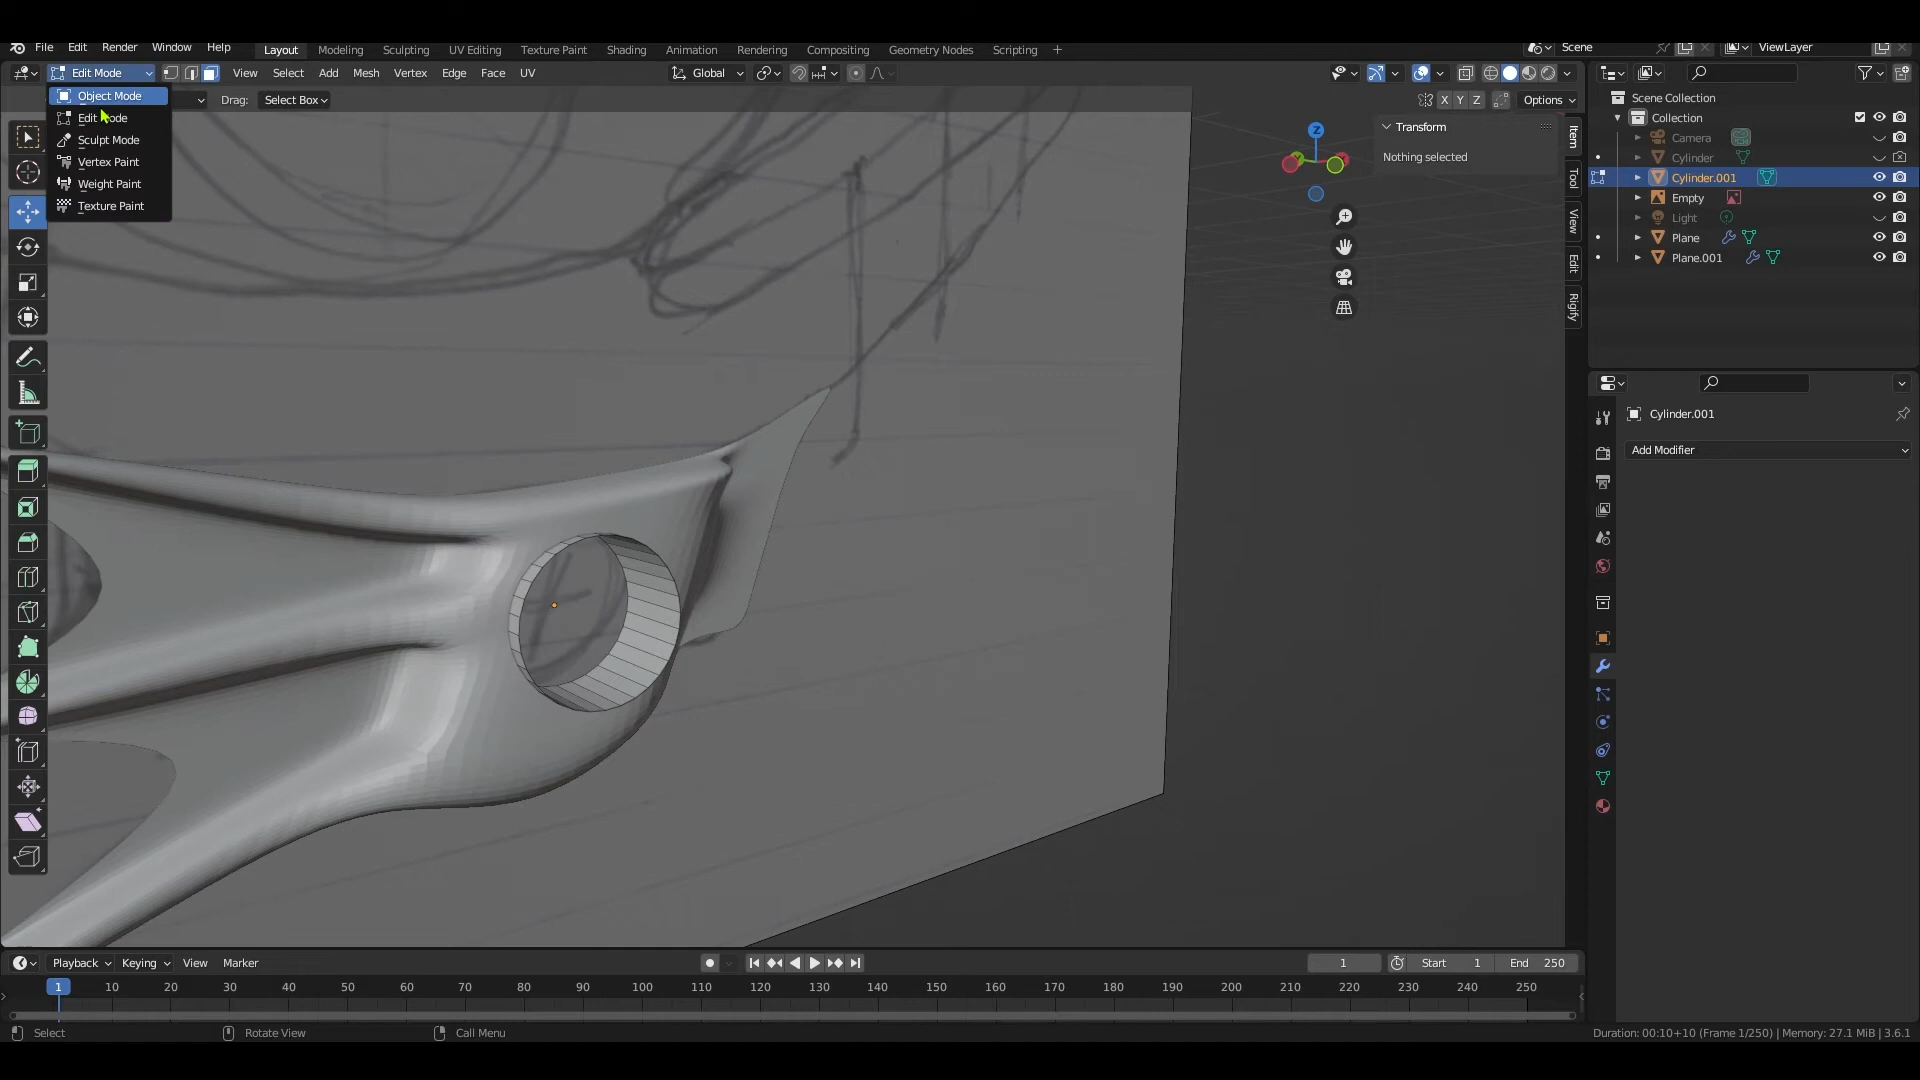 File Edit Render Window Help Layout Modeling Sculpting UV Editing Texture Paint Shading Animation Rendering Compositing Geometry Nodes Scripting + Scene ViewLayer
Edit Mode View Select Add Mesh Vertex Edge Face UV Global
Object Mode
Drag: Select Box X Y Z Options
Sculpt Mode
Vertex Paint
Weight Paint
Texture Paint
Transform
Nothing selected
Z
Item
Tool
View
Edit
Rigify
Scene Collection
Collection
Camera
Cylinder
Cylinder.001
Empty
Light
Plane
Plane.001
Cylinder.001
Add Modifier
Playback Keying View Marker 1 Start 1 End 250
1 10 20 30 40 50 60 70 80 90 100 110 120 130 140 150 160 170 180 190 200 210 220 230 240 250
Select Rotate View Call Menu Duration: 00:10+10 (Frame 1/250) | Memory: 27.1 MiB | 3.6.1